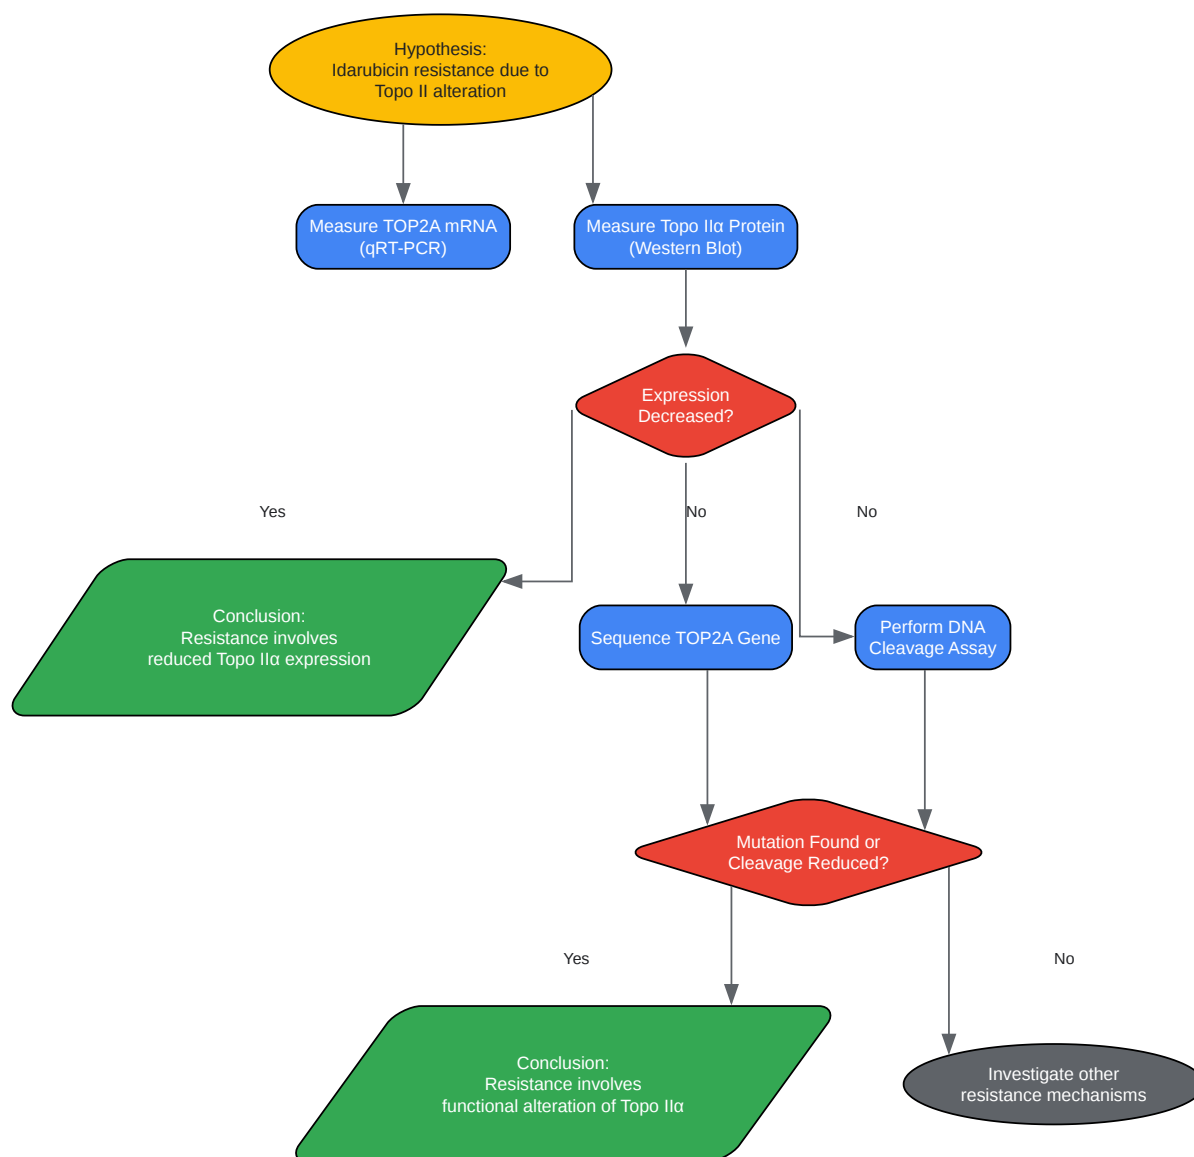 Hypothesis:
Idarubicin resistance due to
Topo II alteration
Measure TOP2A mRNA
(qRT-PCR)
Measure Topo IIα Protein
(Western Blot)
Expression
Decreased?
Yes
No
No
Conclusion:
Resistance involves
reduced Topo IIα expression
Sequence TOP2A Gene
Perform DNA
Cleavage Assay
Mutation Found or
Cleavage Reduced?
Yes
No
Conclusion:
Resistance involves
functional alteration of Topo IIα
Investigate other
resistance mechanisms